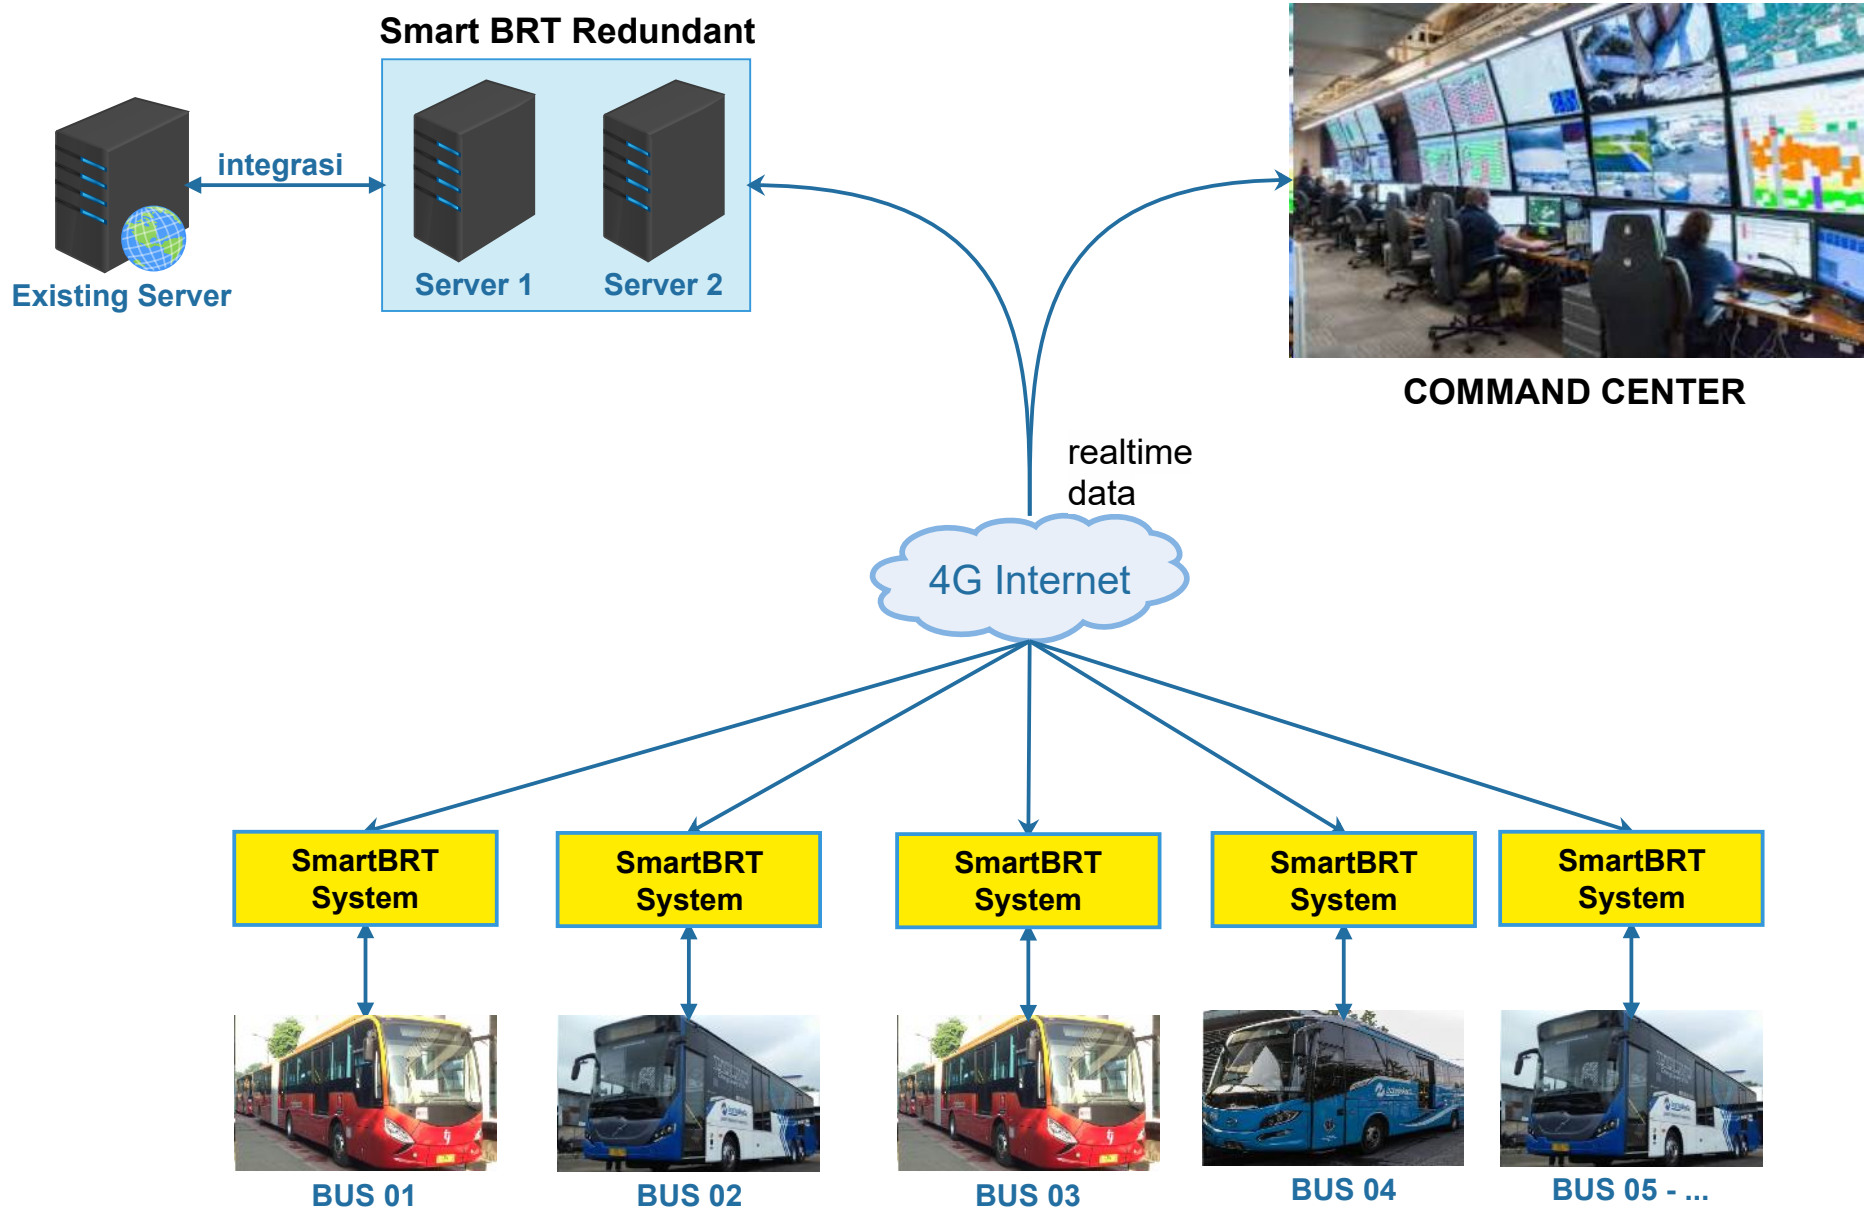 Smart BRT Redundant
integrasi
Existing Server
Server 1
Server 2
COMMAND CENTER
realtime
data
4G Internet
SmartBRT
System
SmartBRT
System
SmartBRT
System
SmartBRT
System
SmartBRT
System
BUS 01
BUS 02
BUS 03
BUS 04
BUS 05 - ...